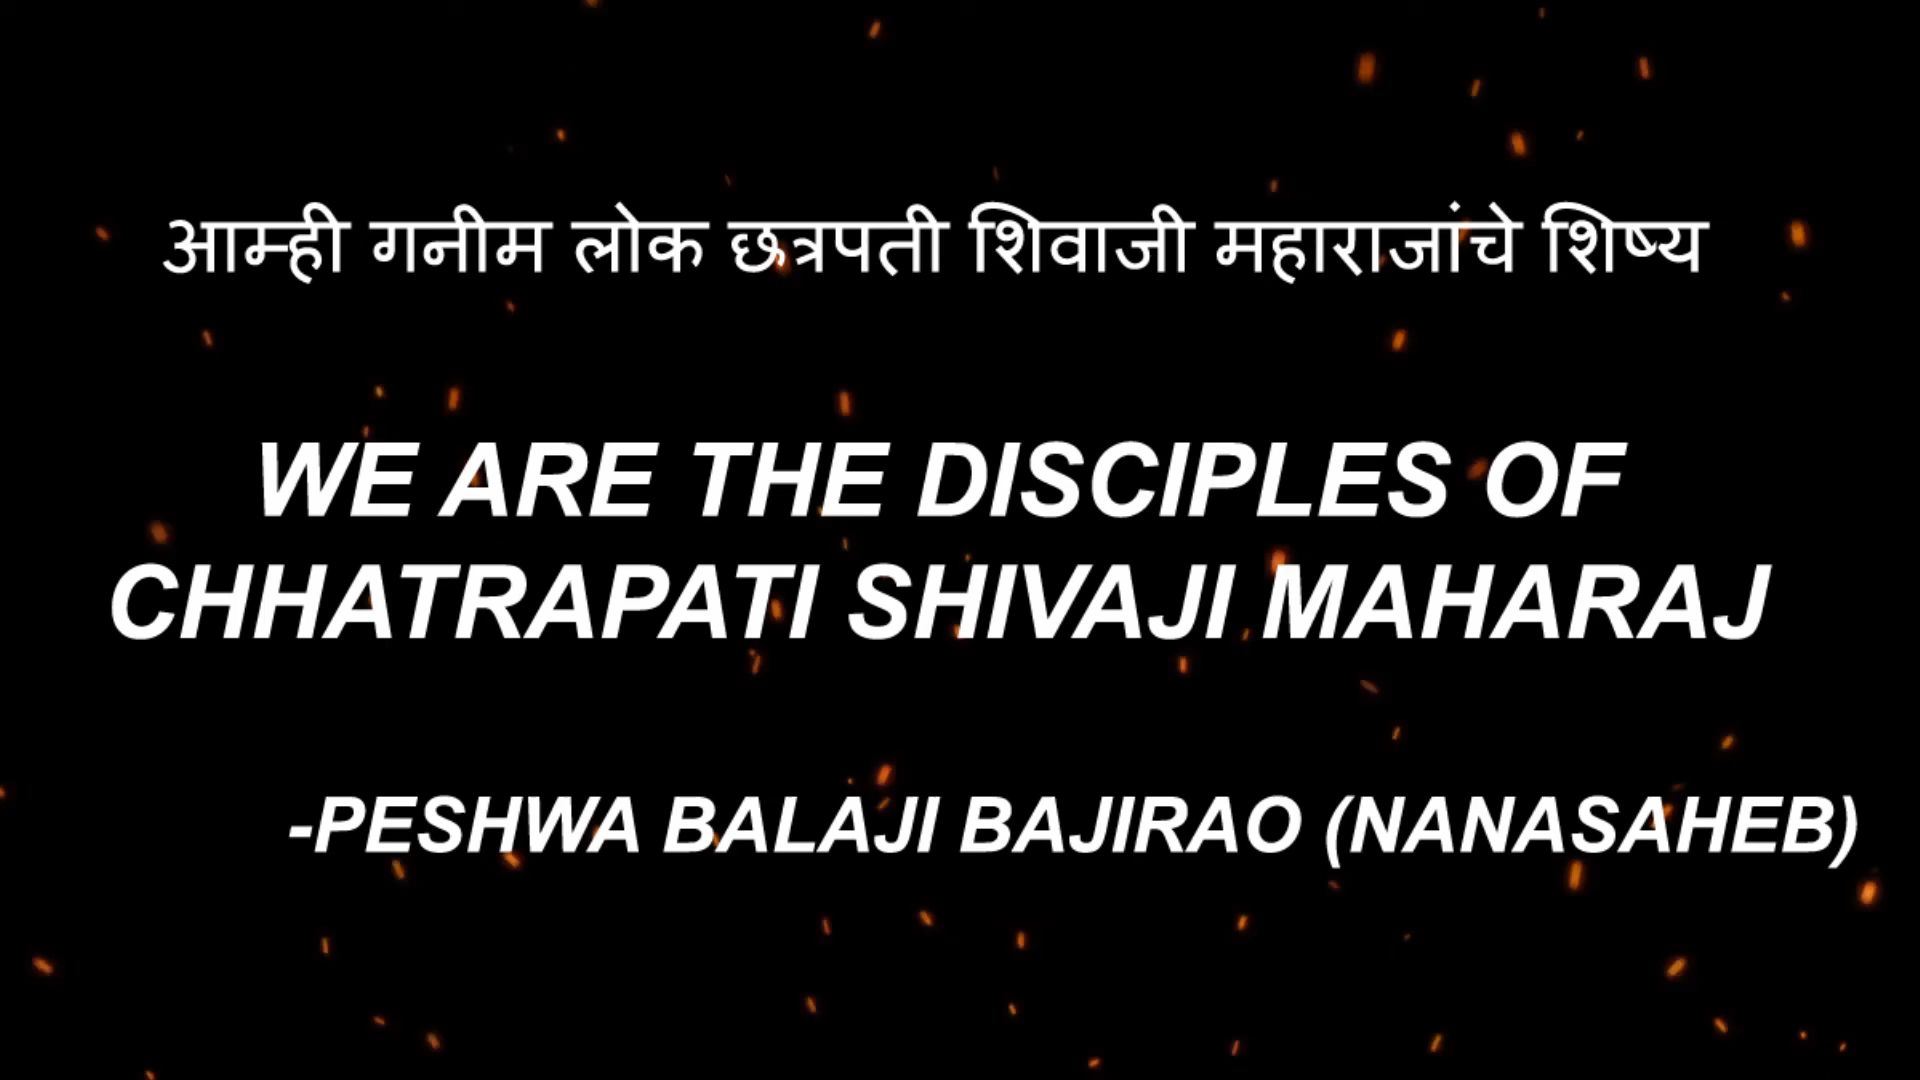 आम्ही गनीम लोक छत्रपती शिवाजी महाराजांचे शिष्य
WE ARE THE DISCIPLES OF
CHHATRAPATI SHIVAJI MAHARAJ
-PESHWA BALAJI BAJIRAO (NANASAHEB)